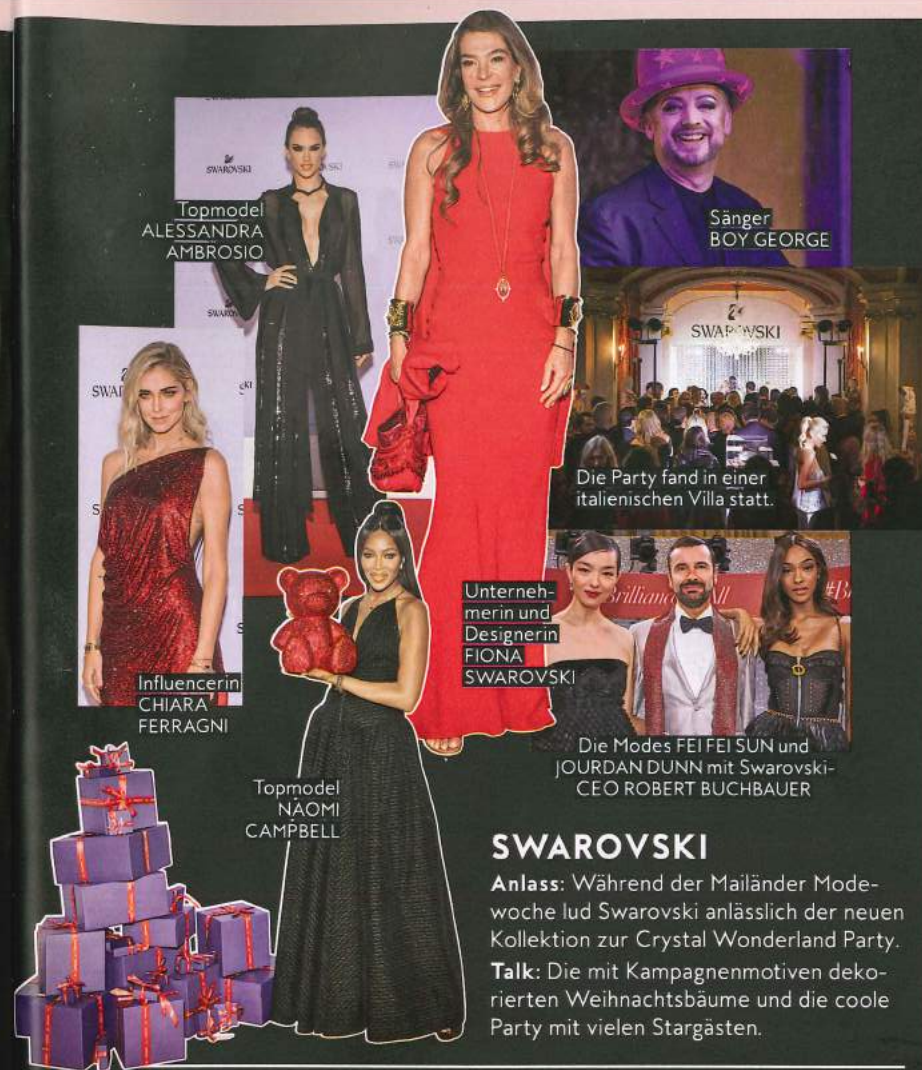 SWAROVSKI
Topmodel
ALESSANDRA
AMBROSIO
Sänger
BOY GEORGE
SWAROVSKI
Die Party fand in einer
italienischen Villa statt.
Influencerin
CHIARA
FERRAGNI
Unterneh-
merin und
Designerin
FIONA
SWAROVSKI
Die Modes FEI FEI SUN und
JOURDAN DUNN mit Swarovski-
CEO ROBERT BUCHBAUER
Topmodel
NAOMI
CAMPBELL
SWAROVSKI
Anlass: Während der Mailänder Mode-
woche lud Swarovski anlässlich der neuen
Kollektion zur Crystal Wonderland Party.
Talk: Die mit Kampagnenmotiven deko-
rierten Weihnachtsbäume und die coole
Party mit vielen Stargästen.